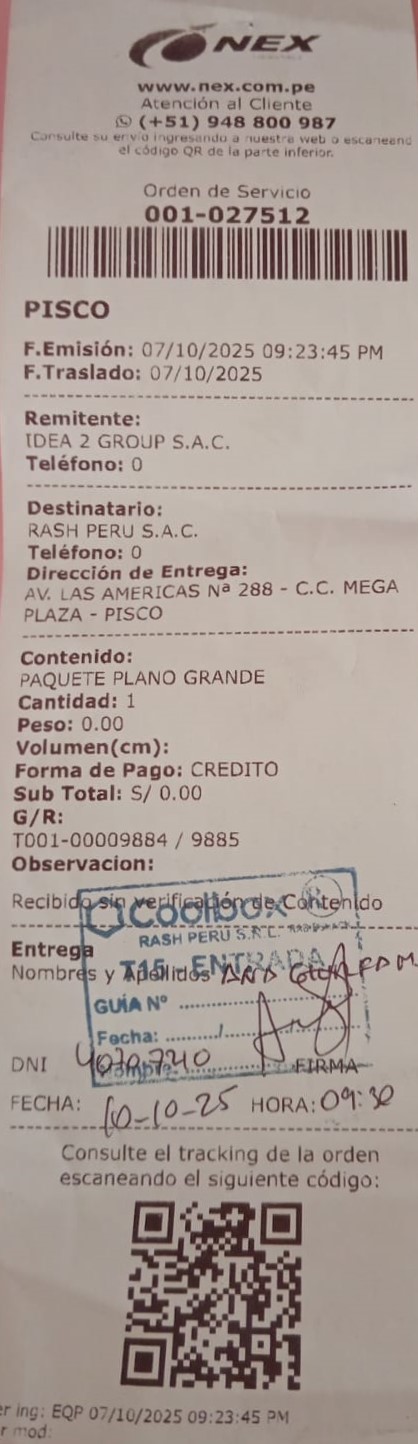 NEX
www.nex.com.pe
Atención al Cliente
(+51) 948 800 987
Consulte su envío ingresando a nuestra web o escaneand
el código QR de la parte inferior.
Orden de Servicio
001-027512
PISCO
F.Emisión: 07/10/2025 09:23:45 PM
F.Traslado: 07/10/2025
Remitente:
IDEA 2 GROUP S.A.C.
Teléfono: 0
Destinatario:
RASH PERU S.A.C.
Teléfono: 0
Dirección de Entrega:
AV. LAS AMERICAS Nª 288 - C.C. MEGA
PLAZA - PISCO
Contenido:
PAQUETE PLANO GRANDE
Cantidad: 1
Peso: 0.00
Volumen(cm):
Forma de Pago: CREDITO
Sub Total: S/ 0.00
G/R:
T001-00009884 / 9885
Observacion:
Recibido sin verificación de Contenido
Coolbox
RASH PERU S.R.L.
Entrega
T15 - ENTRADA
Nombres y Apellidos
GUÍA Nº
Fecha: ........./
Nombre:
DNI
FIRMA
FECHA: 10-10-25 HORA: 09:30
Consulte el tracking de la orden
escaneando el siguiente código:
er ing: EQP 07/10/2025 09:23:45 PM
r mod: